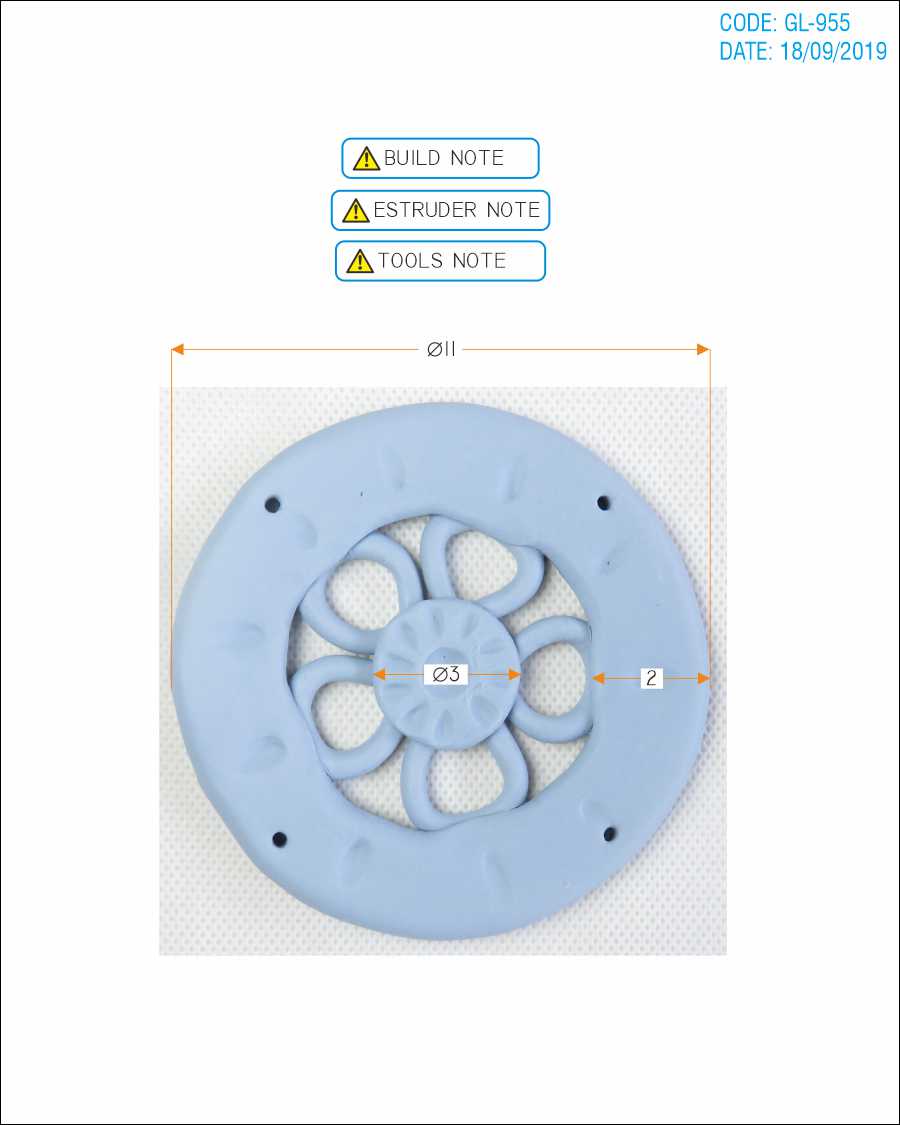 CODE: GL-955
DATE: 18/09/2019
BUILD NOTE
ESTRUDER NOTE
TOOLS NOTE
Ø11
Ø3
2